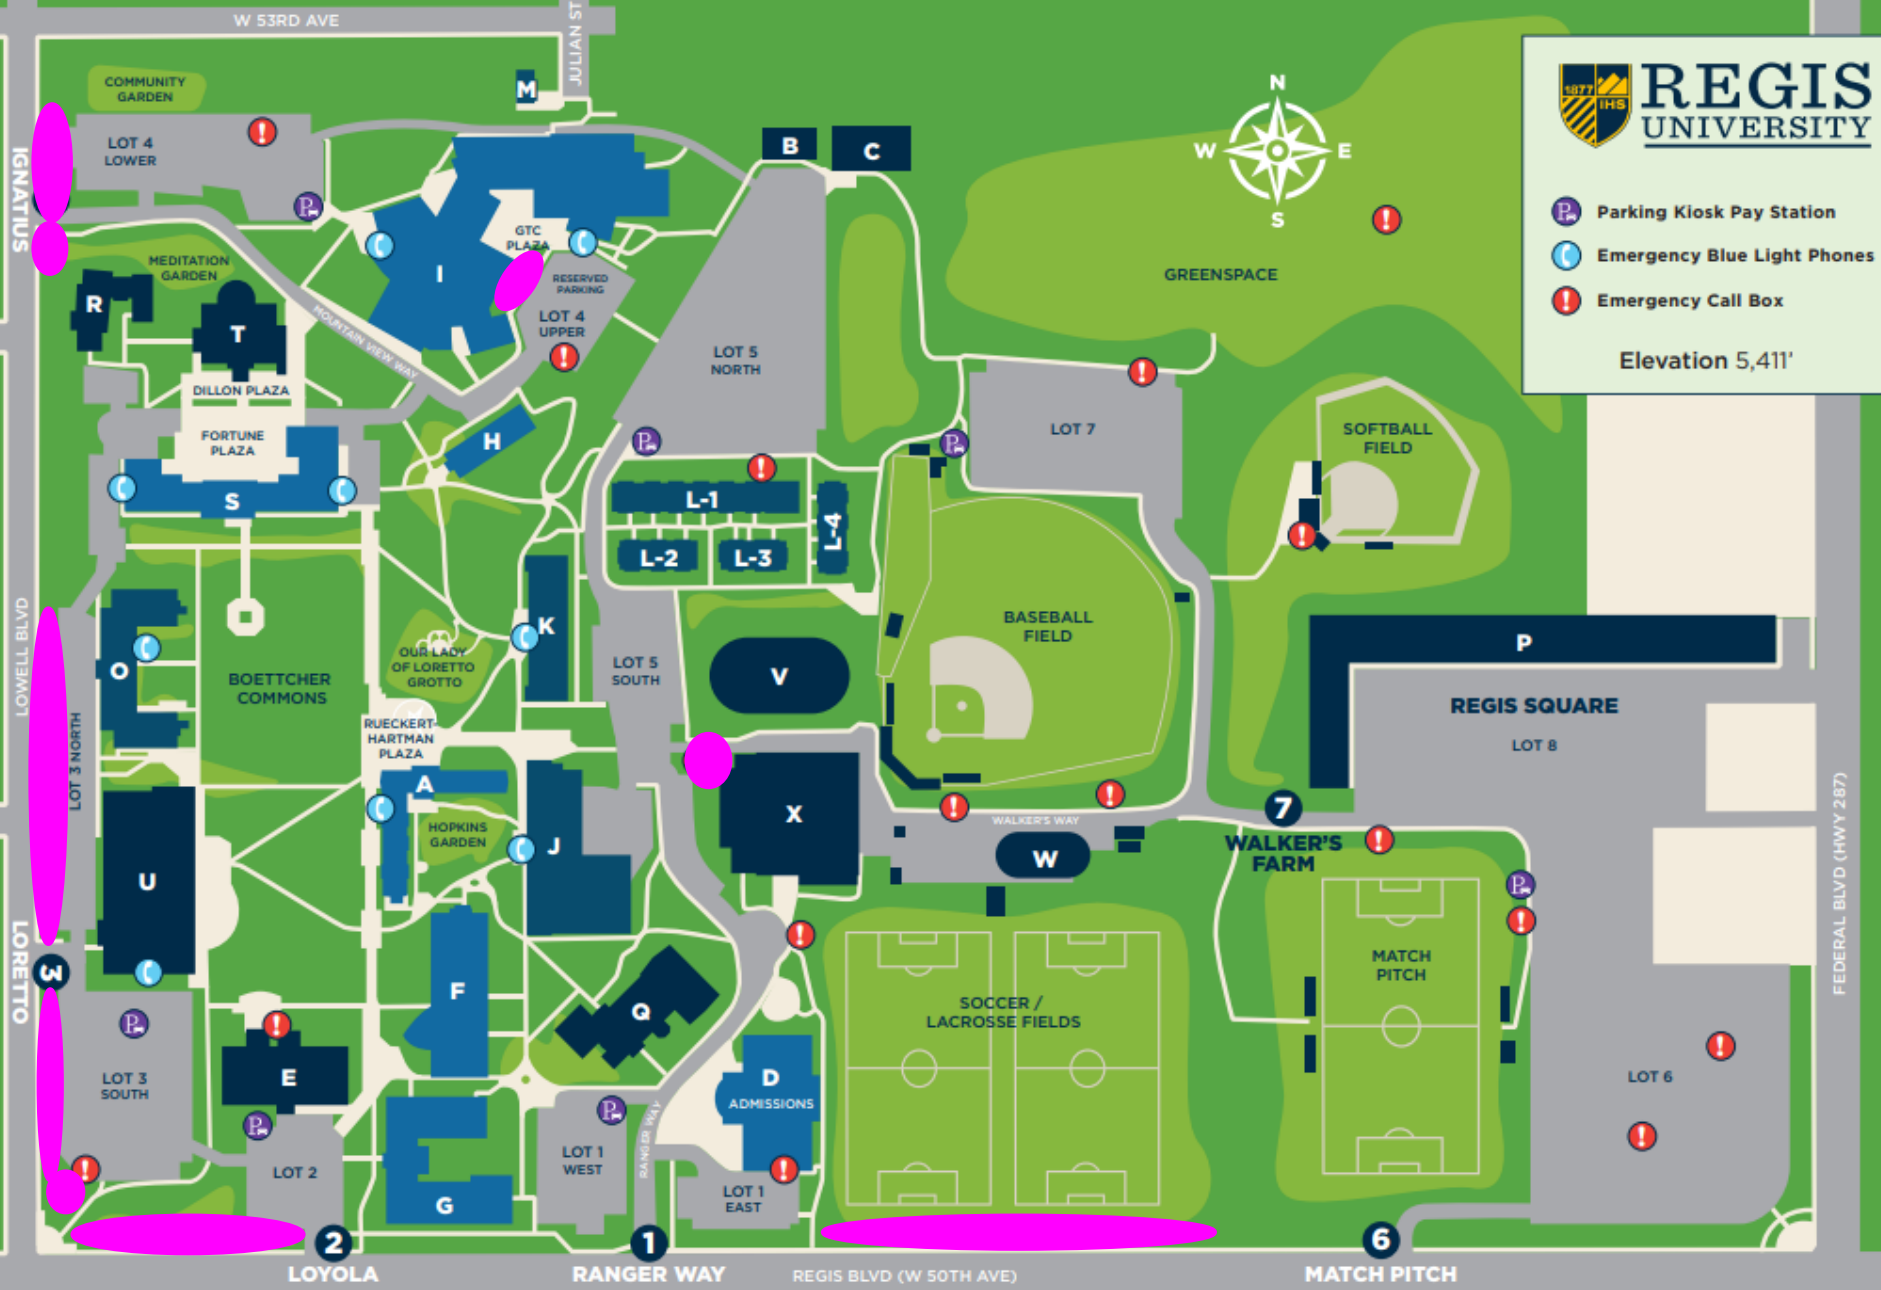 W 53RD AVE
JULIAN ST
COMMUNITY
GARDEN
M
N
W
E
S
1877
IHS
REGIS
UNIVERSITY
Parking Kiosk Pay Station
Emergency Blue Light Phones
Emergency Call Box
Elevation 5,411'
LOT 4
LOWER
B
C
IGNATIUS
MEDITATION
GARDEN
GTC
PLAZA
I
RESERVED
PARKING
LOT 4
UPPER
GREENSPACE
R
T
MOUNTAIN VIEW WAY
LOT 5
NORTH
DILLON PLAZA
FORTUNE
PLAZA
S
H
LOT 7
SOFTBALL
FIELD
L-1
L-2
L-3
L-4
LOWELL BLVD
K
BASEBALL
FIELD
P
O
BOETTCHER
COMMONS
OUR LADY
OF LORETTO
GROTTO
LOT 5
SOUTH
V
REGIS SQUARE
LOT 8
LOT 3 NORTH
RUECKERT-
HARTMAN
PLAZA
A
HOPKINS
GARDEN
J
X
WALKER'S WAY
W
7
WALKER'S
FARM
FEDERAL BLVD (HWY 287)
U
LORETTO
3
F
Q
SOCCER /
LACROSSE FIELDS
MATCH
PITCH
LOT 3
SOUTH
E
D
ADMISSIONS
LOT 6
RANGER WAY
LOT 1
WEST
LOT 2
G
LOT 1
EAST
2
LOYOLA
1
RANGER WAY
REGIS BLVD (W 50TH AVE)
6
MATCH PITCH